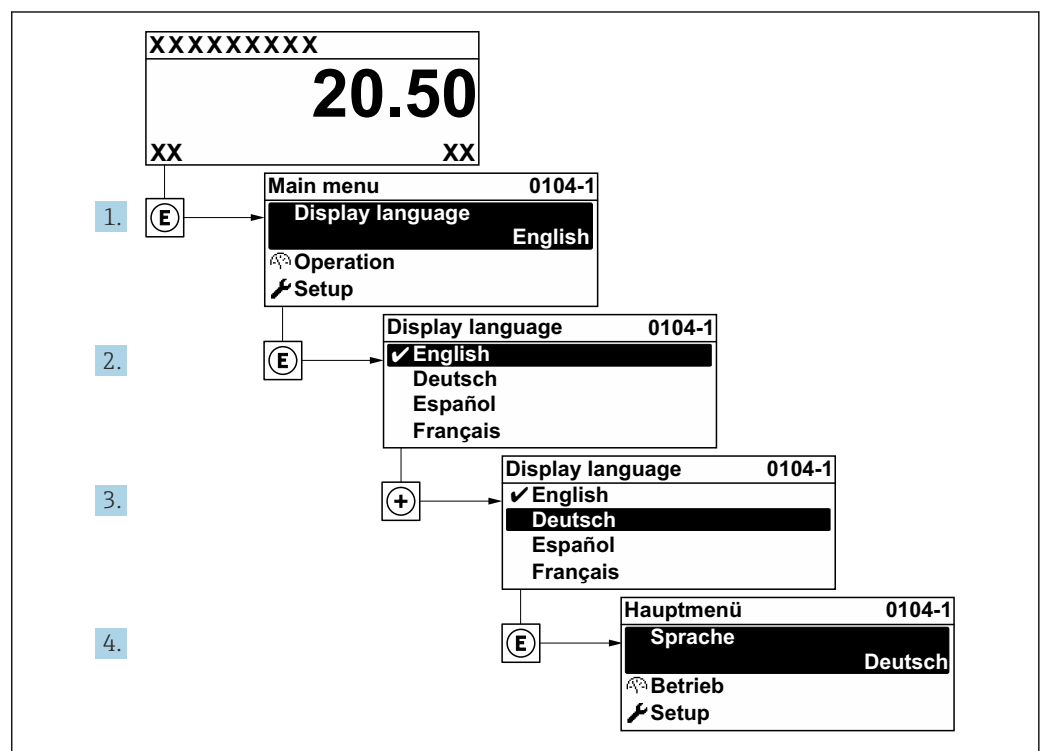 XXXXXXXXX
20.50
XX XX
1. E
Main menu 0104-1
Display language
English
Operation
Setup
2. E
Display language 0104-1
✔English
Deutsch
Español
Français
3. +
Display language 0104-1
✔English
Deutsch
Español
Français
4. E
Hauptmenü 0104-1
Sprache
Deutsch
Betrieb
Setup